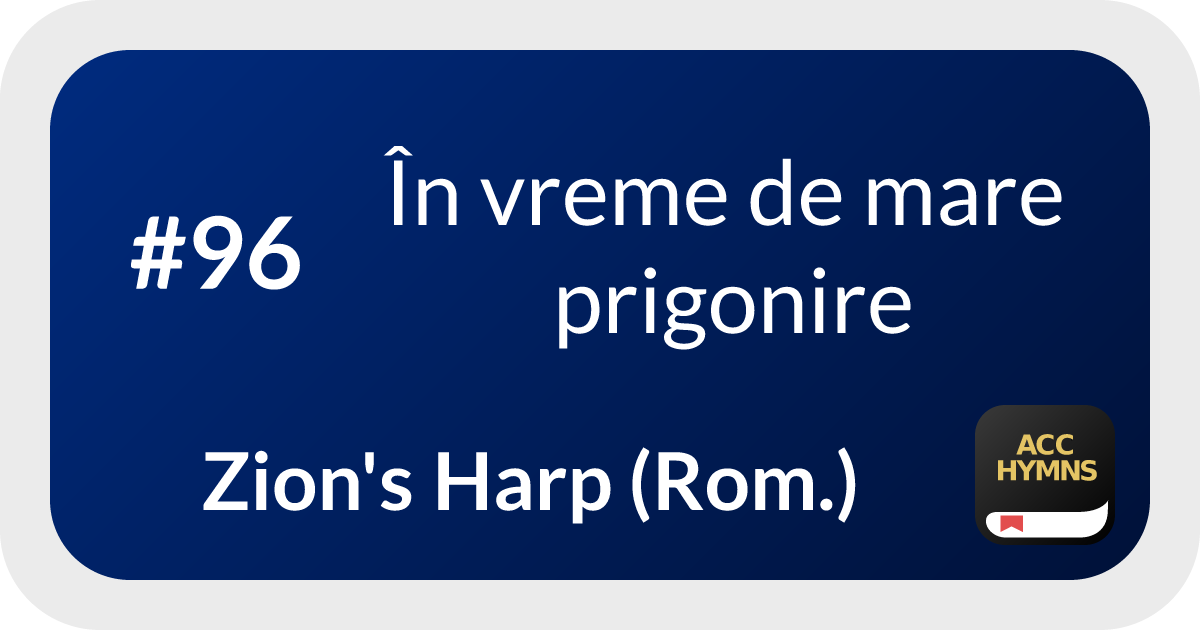 #96
În vreme de mare
prigonire
Zion's Harp (Rom.)
ACC
HYMNS